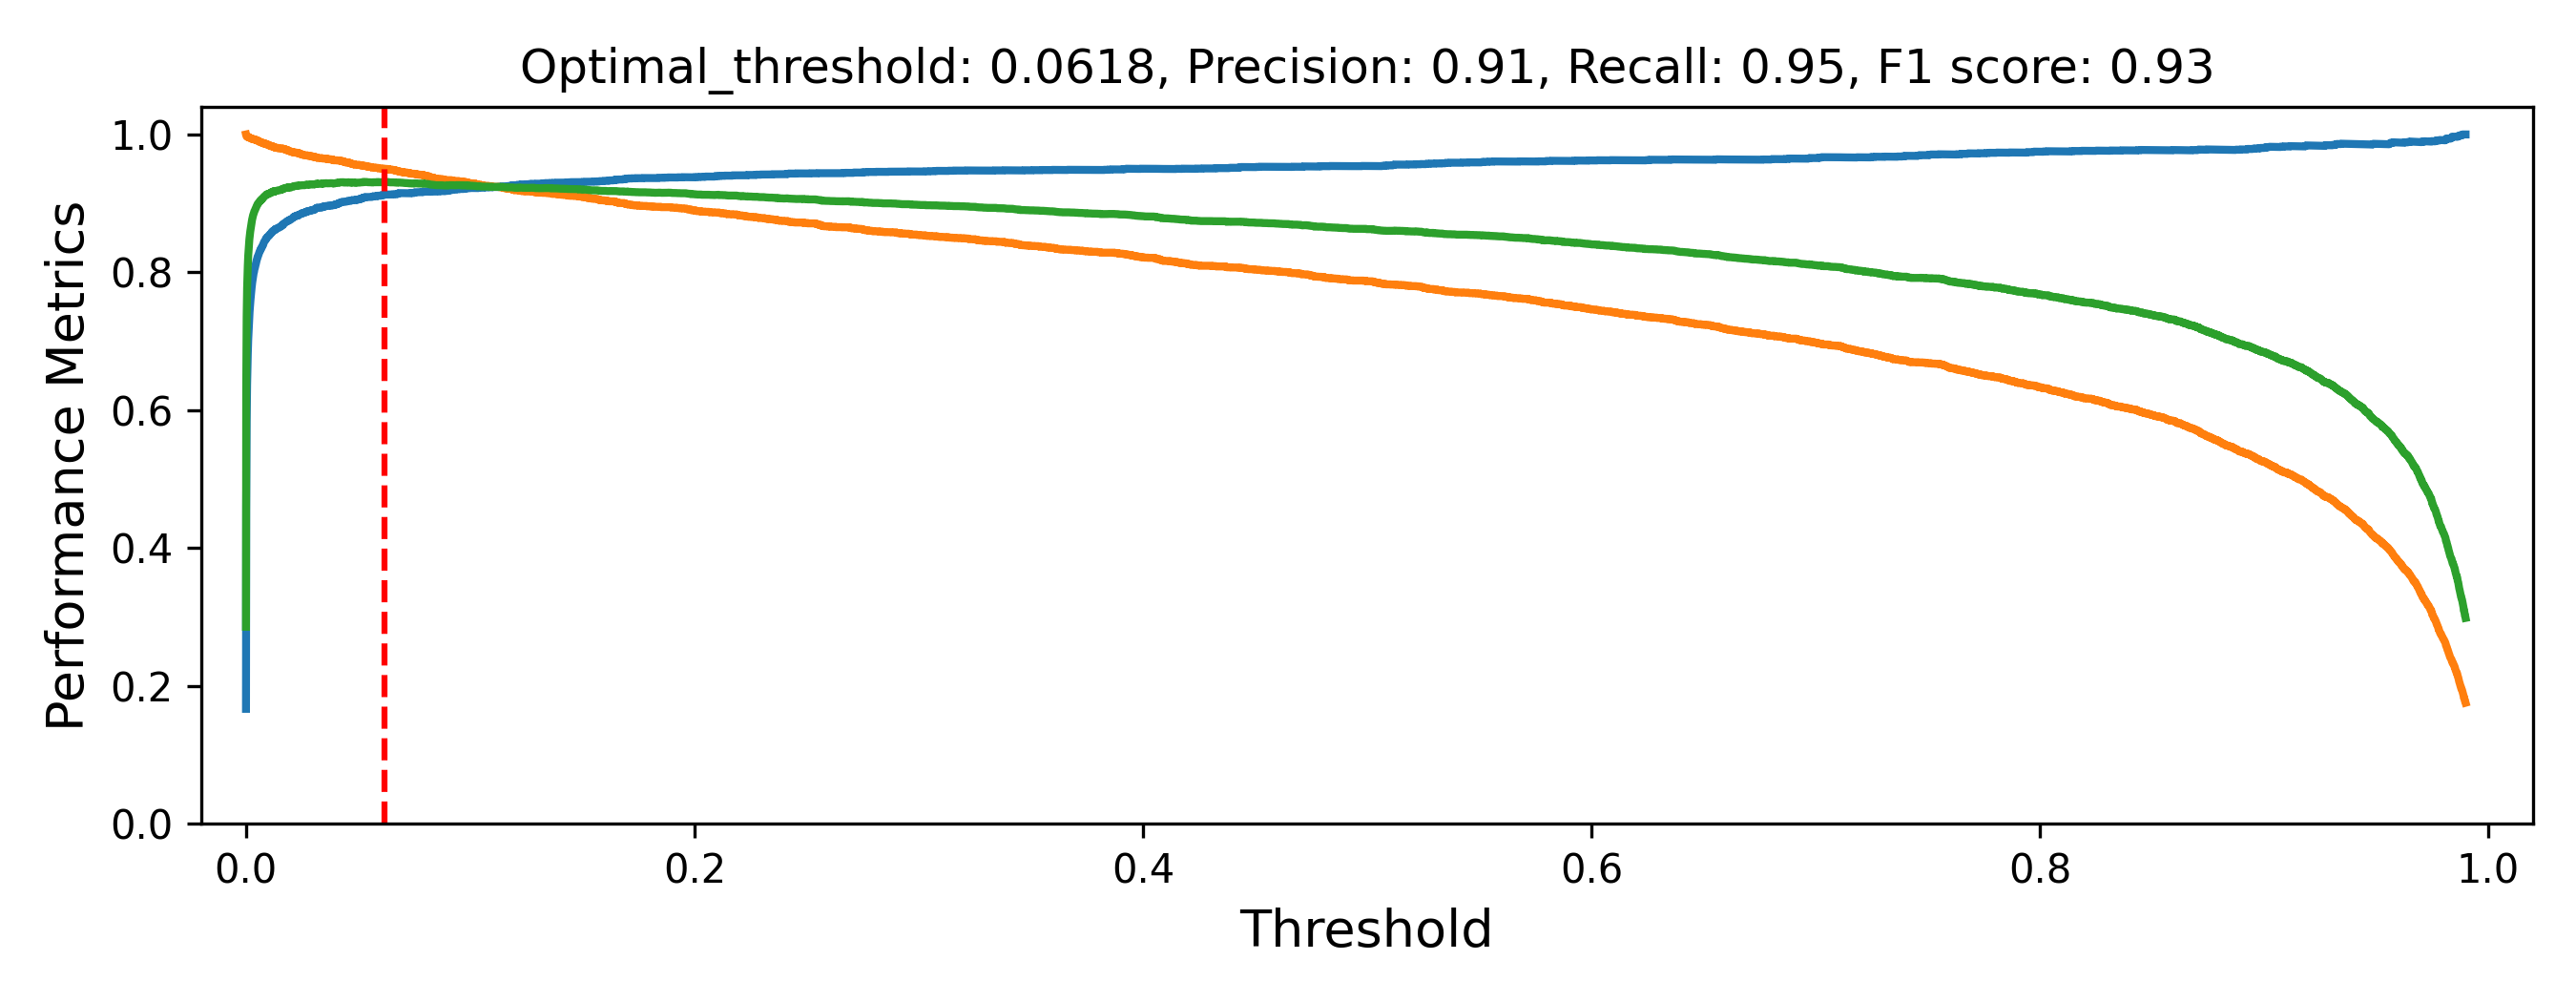 Optimal_threshold: 0.0618, Precision: 0.91, Recall: 0.95, F1 score: 0.93
Performance Metrics
1.0
0.8
0.6
0.4
0.2
0.0
0.0 0.2 0.4 0.6 0.8 1.0
Threshold